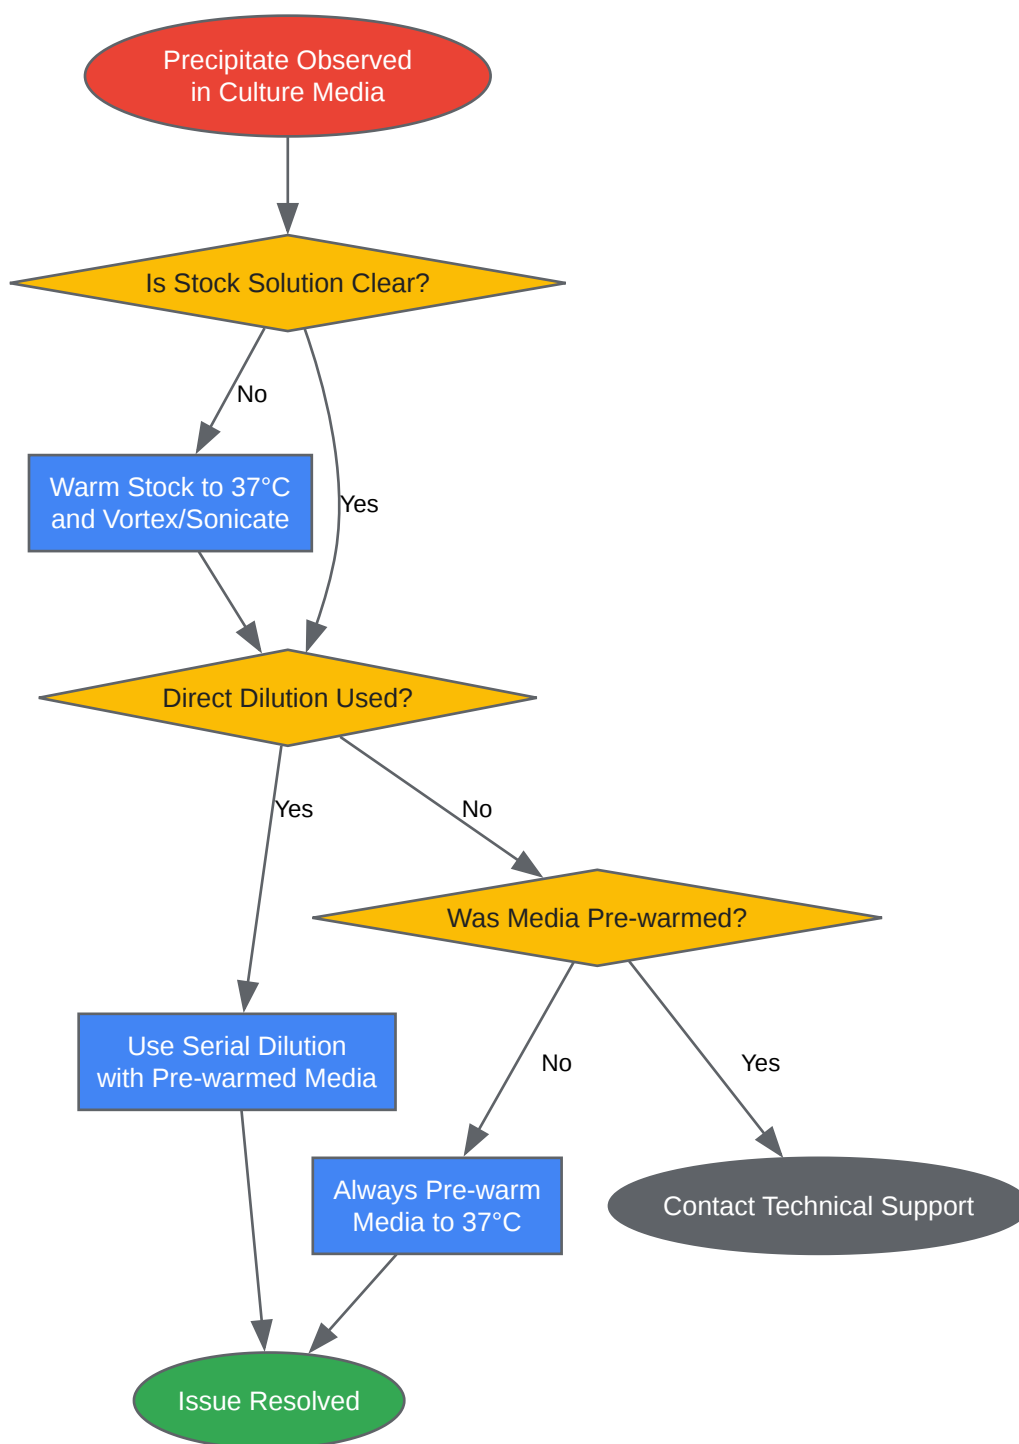 Precipitate Observed
in Culture Media
Is Stock Solution Clear?
No
Warm Stock to 37°C
and Vortex/Sonicate
Yes
Direct Dilution Used?
Yes
No
Was Media Pre-warmed?
Use Serial Dilution
with Pre-warmed Media
No
Yes
Always Pre-warm
Media to 37°C
Contact Technical Support
Issue Resolved